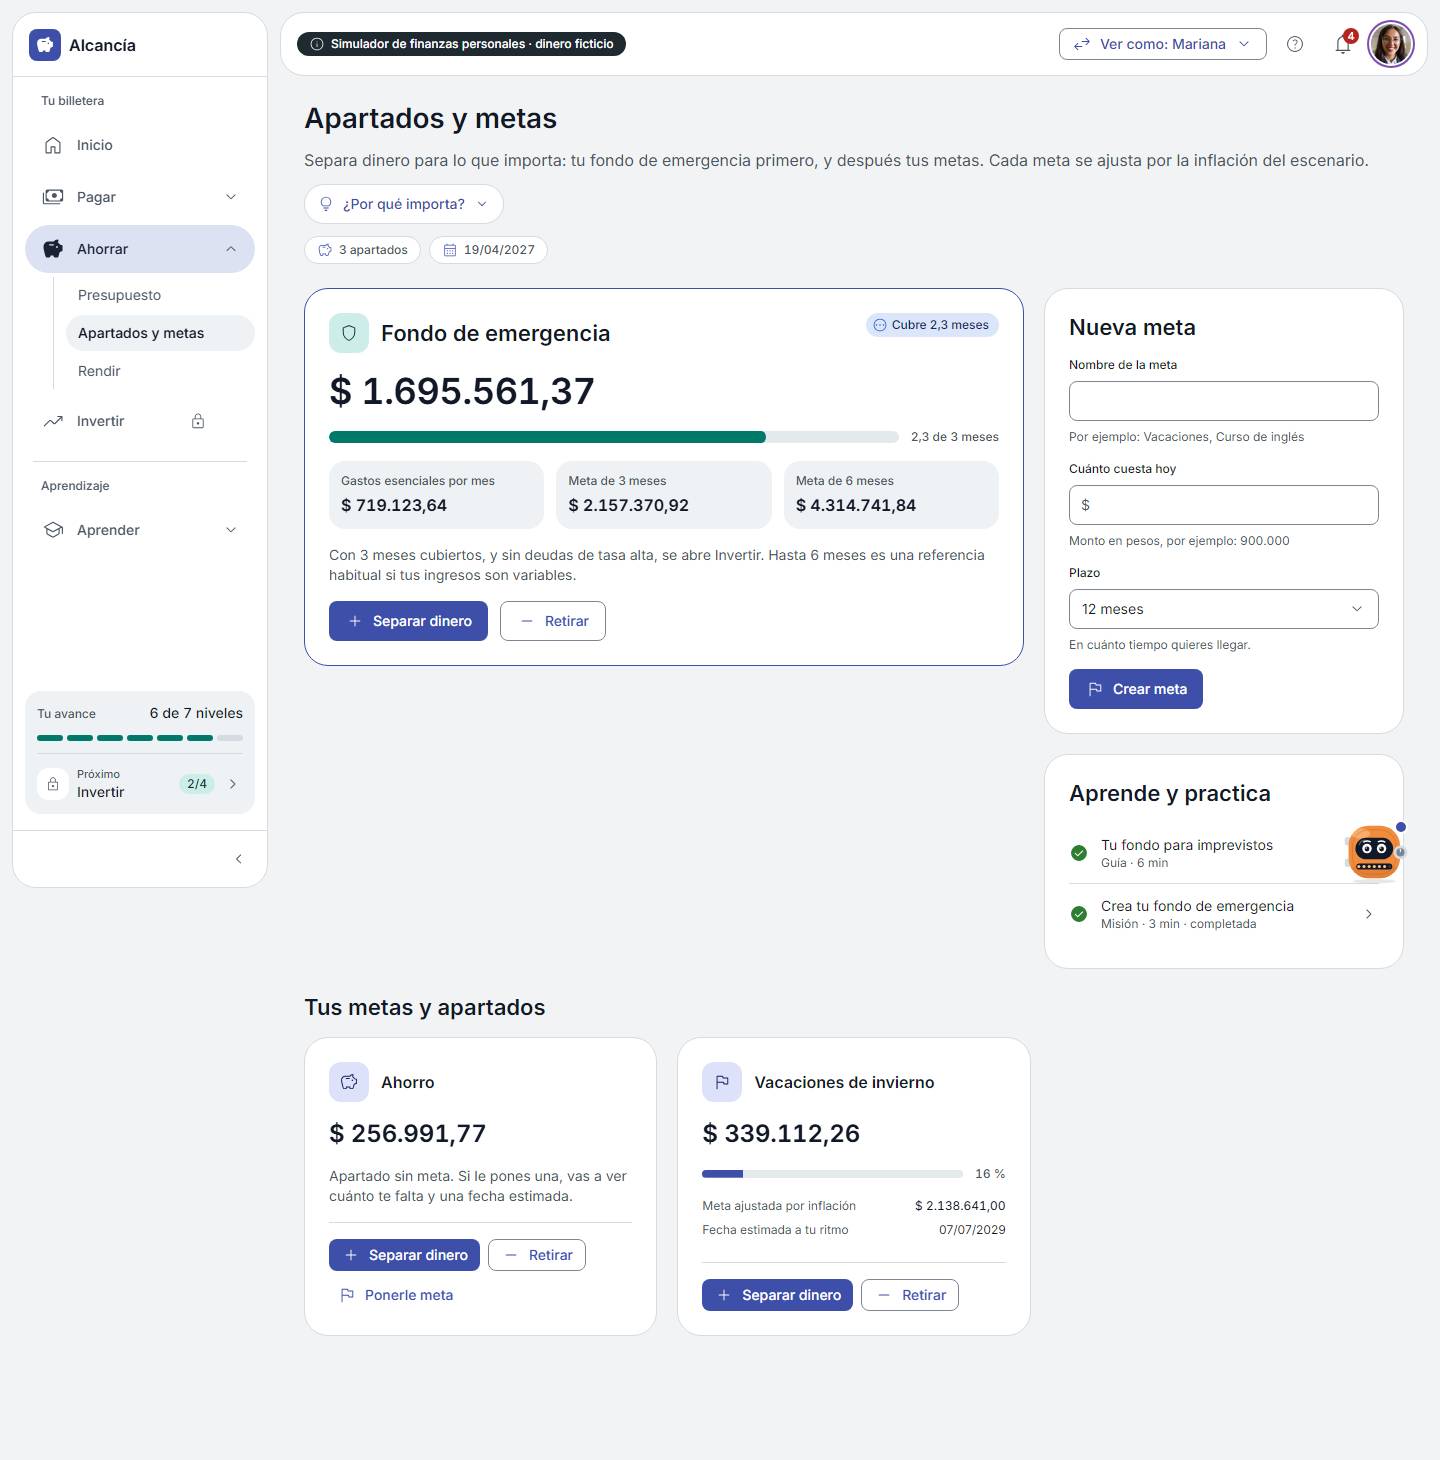 Alcancía
Tu billetera
Inicio
Pagar
Ahorrar
Presupuesto
Apartados y metas
Rendir
Invertir
Aprendizaje
Aprender
Tu avance
6 de 7 niveles
Próximo
Invertir
2/4
Simulador de finanzas personales · dinero ficticio
Ver como: Mariana
4
Apartados y metas
Separa dinero para lo que importa: tu fondo de emergencia primero, y después tus metas. Cada meta se ajusta por la inflación del escenario.
¿Por qué importa?
3 apartados
19/04/2027
Fondo de emergencia
Cubre 2,3 meses
$ 1.695.561,37
2,3 de 3 meses
Gastos esenciales por mes
$ 719.123,64
Meta de 3 meses
$ 2.157.370,92
Meta de 6 meses
$ 4.314.741,84
Con 3 meses cubiertos, y sin deudas de tasa alta, se abre Invertir. Hasta 6 meses es una referencia
habitual si tus ingresos son variables.
Separar dinero
Retirar
Nueva meta
Nombre de la meta
Por ejemplo: Vacaciones, Curso de inglés
Cuánto cuesta hoy
$
Monto en pesos, por ejemplo: 900.000
Plazo
12 meses
En cuánto tiempo quieres llegar.
Crear meta
Aprende y practica
Tu fondo para imprevistos
Guía · 6 min
Crea tu fondo de emergencia
Misión · 3 min · completada
Tus metas y apartados
Ahorro
$ 256.991,77
Apartado sin meta. Si le pones una, vas a ver
cuánto te falta y una fecha estimada.
Separar dinero
Retirar
Ponerle meta
Vacaciones de invierno
$ 339.112,26
16 %
Meta ajustada por inflación
$ 2.138.641,00
Fecha estimada a tu ritmo
07/07/2029
Separar dinero
Retirar